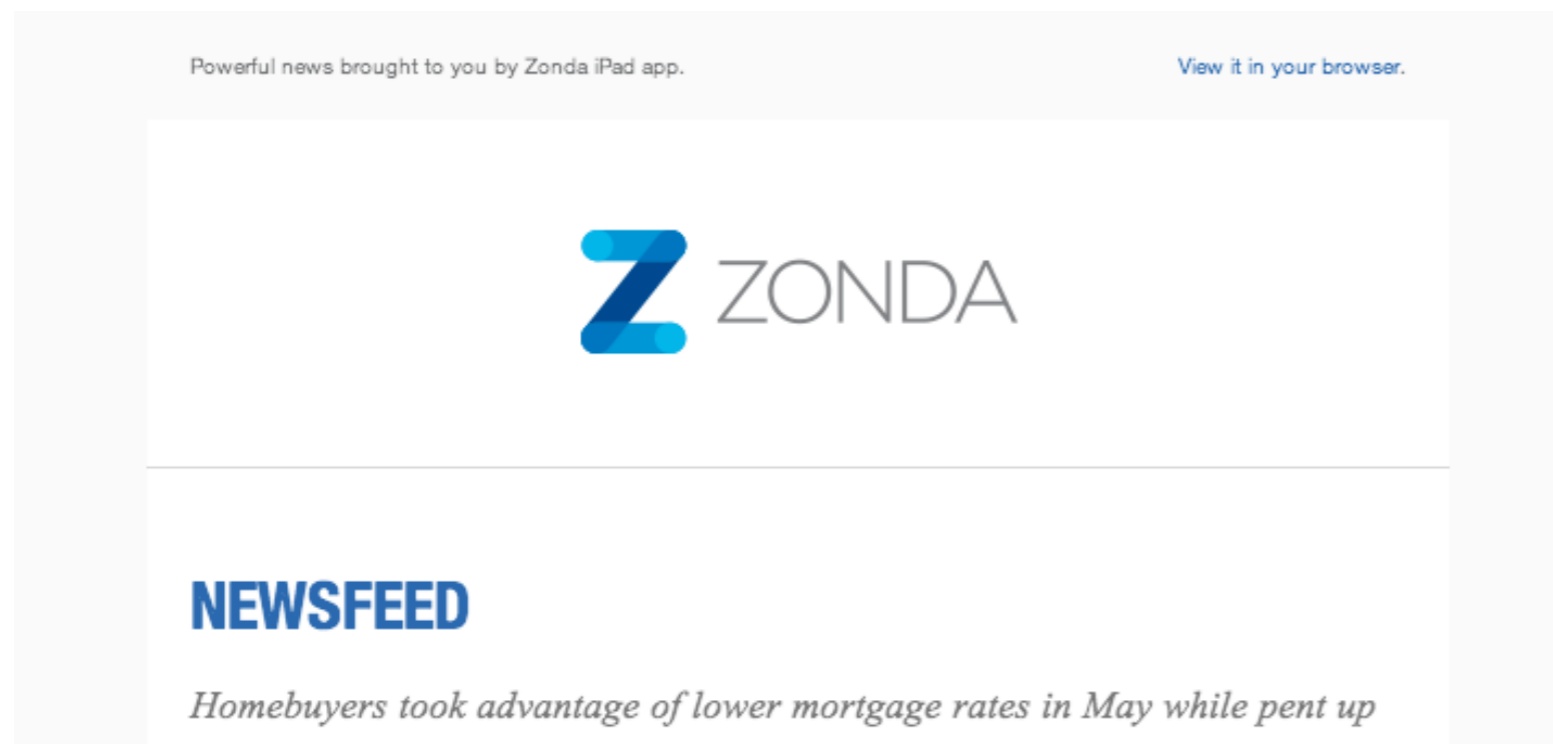 Powerful news brought to you by Zonda iPad app.
View it in your browser.
ZONDA
NEWSFEED
Homebuyers took advantage of lower mortgage rates in May while pent up